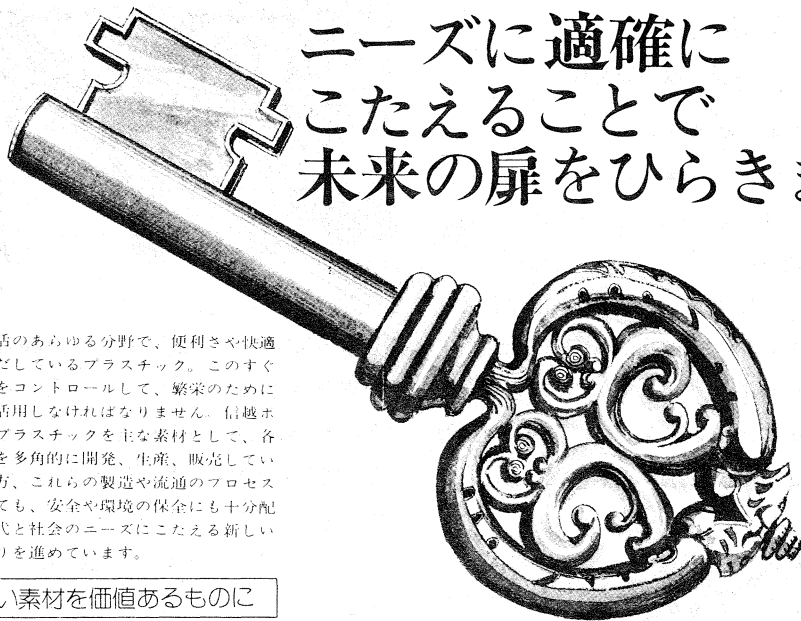 ニーズに適確に
こたえることで
未来の扉をひらきま
活のあらゆる分野で、便利さや快適
だしているプラスチック。このすぐ
をコントロールして、繁栄のために
活用しなければなりません。信越ポ
プラスチックを主な素材として、各
を多角的に開発、生産、販売してい
方、これらの製造や流通のプロセス
ても、安全や環境の保全にも十分配
代と社会のニーズにこたえる新しい
りを進めています。
い素材を価値あるものに